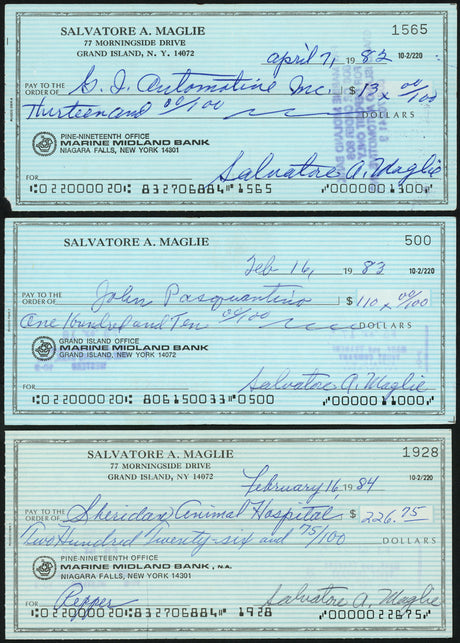 SALVATORE A. MAGLIE 1565
77 MORNINGSIDE DRIVE
GRAND ISLAND, N. Y. 14072
april 7, 1982 10-2/220
PAY TO THE
ORDER OF G. I. Automotive Inc. $ 13 x 00/100
Thirteen and 00/100 DOLLARS
PINE-NINETEENTH OFFICE
MARINE MIDLAND BANK
NIAGARA FALLS, NEW YORK 14301
FOR Salvatore A. Maglie
⑆022000020⑆ 832706884⑈ 1565 ⑈0000001300⑈
SALVATORE A. MAGLIE 500
Feb 16, 1983 10-2/220
PAY TO THE
ORDER OF John Pasquantino $ 110 x 00/100
One Hundred and Ten 00/100 DOLLARS
GRAND ISLAND OFFICE
MARINE MIDLAND BANK
GRAND ISLAND, NEW YORK 14072
FOR Salvatore A. Maglie
⑆022000020⑆ 806150033⑈0500 ⑈0000011000⑈
SALVATORE A. MAGLIE 1928
77 MORNINGSIDE DRIVE
GRAND ISLAND, NY 14072
February 16, 1984 10-2/220
PAY TO THE
ORDER OF Sheridan Animal Hospital $ 226.75
Two Hundred Twenty-six and 75/100 DOLLARS
PINE-NINETEENTH OFFICE
MARINE MIDLAND BANK, N.A.
NIAGARA FALLS, NEW YORK 14301
FOR Pepper Salvatore A. Maglie
⑆022000020⑆832706884⑈ 1928 ⑈0000022675⑈